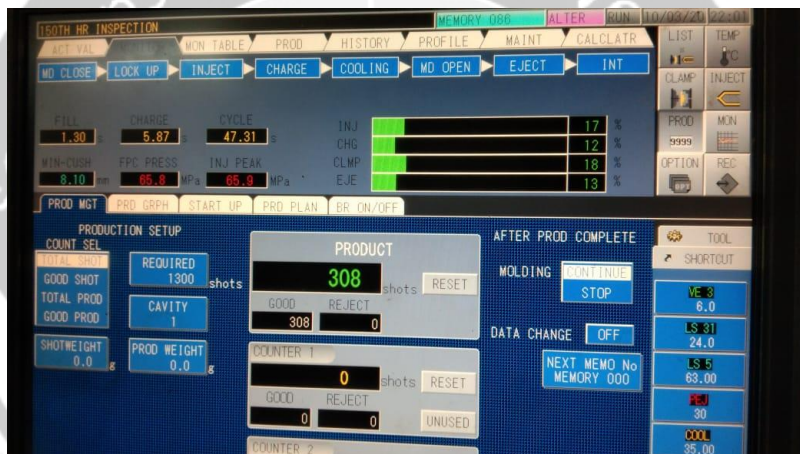 150TH HR INSPECTION MEMORY 086 ALTER RUN 10/03/20 22:01
ACT VAL MON TABLE PROD HISTORY PROFILE MAINT CALCLATR LIST TEMP
°C
MD CLOSE LOCK UP INJECT CHARGE COOLING MD OPEN EJECT INT
CLAMP INJECT
FILL CHARGE CYCLE
1.30 s 5.87 s 47.31 s
INJ 17 %
CHG 12 %
CLMP 18 %
EJE 13 %
PROD MON
9999
MIN-CUSH FPC PRESS INJ PEAK
8.10 mm 65.8 MPa 65.9 MPa
OPTION REC
PROD MGT PRD GRPH START UP PRD PLAN BR ON/OFF
PRODUCTION SETUP
COUNT SEL
TOTAL SHOT
GOOD SHOT
TOTAL PROD
GOOD PROD
REQUIRED
1300 shots
CAVITY
1
SHOTWEIGHT
0.0 g
PROD WEIGHT
0.0 g
PRODUCT
308 shots RESET
GOOD REJECT
308 0
COUNTER 1
0 shots RESET
GOOD REJECT
0 0 UNUSED
COUNTER 2
AFTER PROD COMPLETE
MOLDING CONTINUE
STOP
DATA CHANGE OFF
NEXT MEMO No
MEMORY 000
TOOL
SHORTCUT
VE 3
6.0
LS 31
24.0
LS 5
63.00
PEJ
30
COOL
35.00